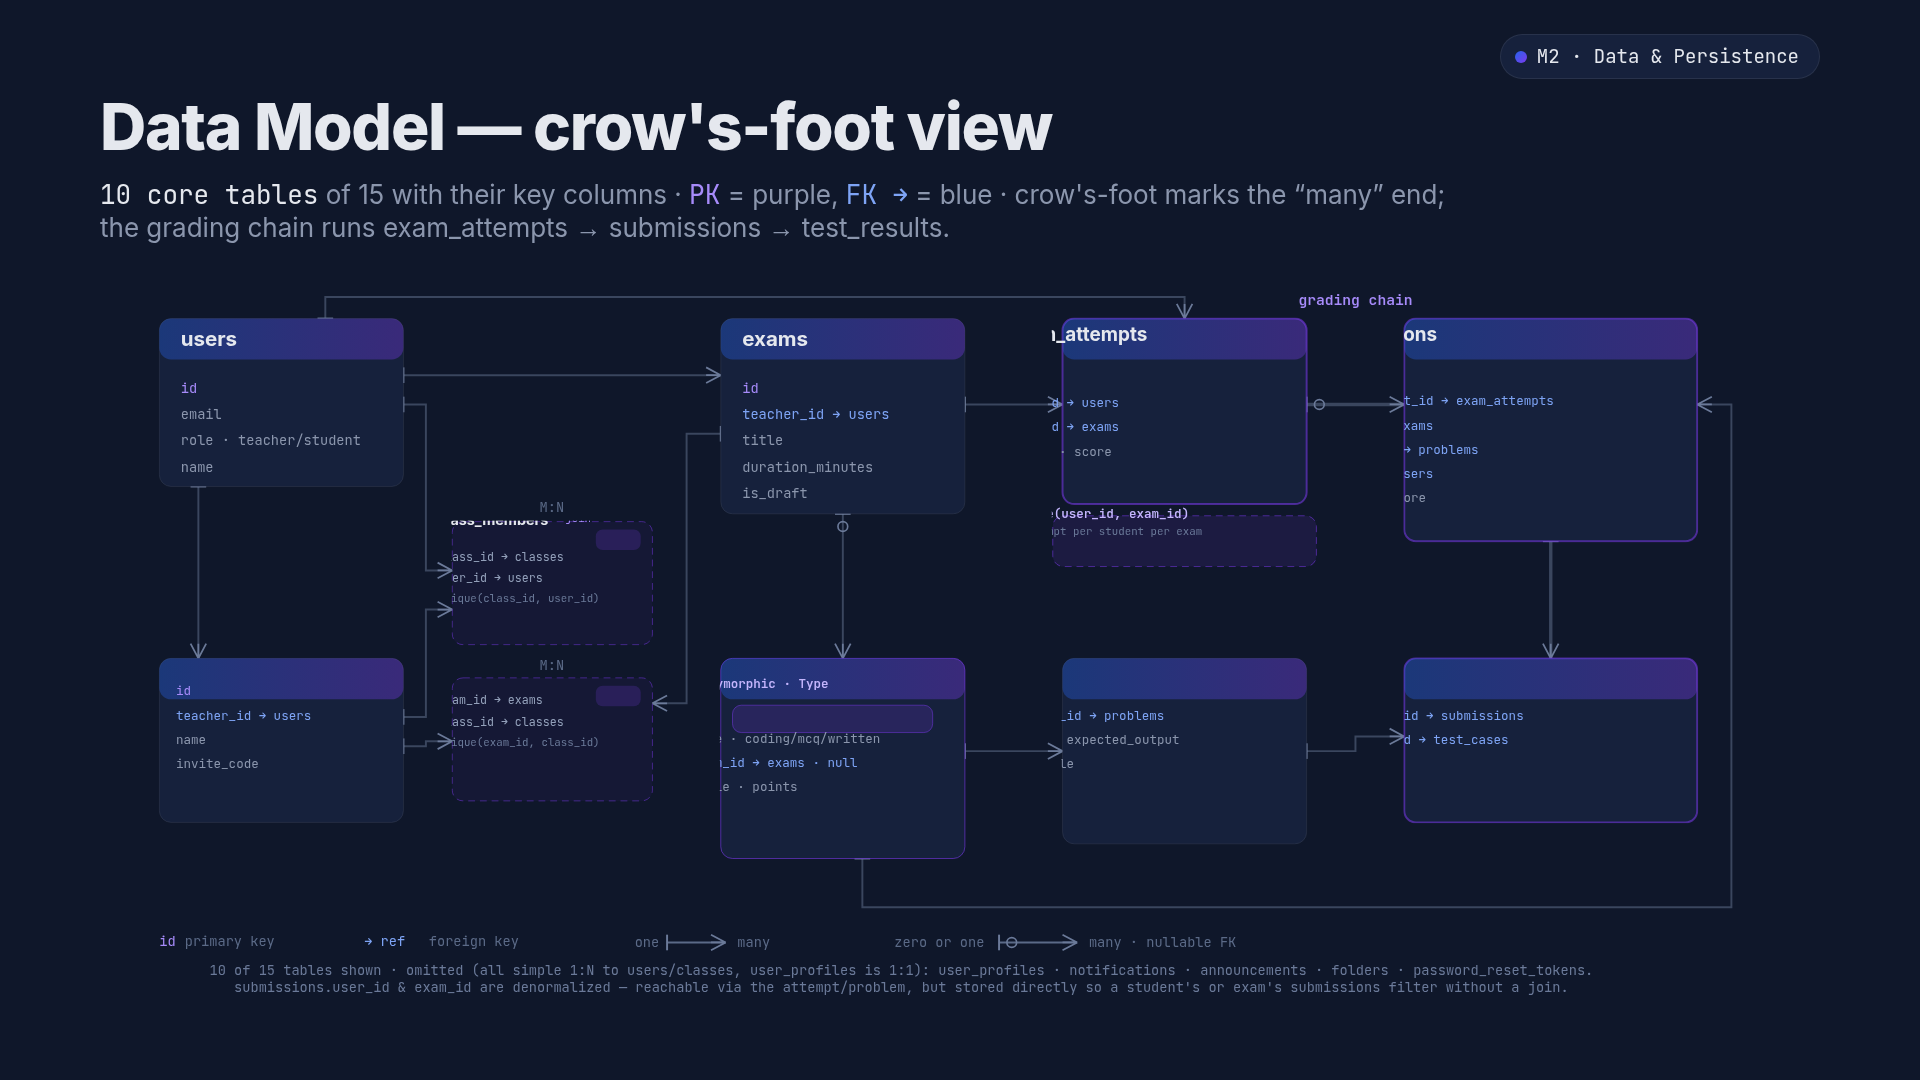 M2 · Data & Persistence
Data Model — crow's-foot view
10 core tables of 15 with their key columns · PK = purple, FK → = blue · crow's-foot marks the “many” end;
the grading chain runs exam_attempts → submissions → test_results.
grading chain
users
id
email
role · teacher/student
name
exams
id
teacher_id → users
title
duration_minutes
is_draft
_attempts
d → users
d → exams
· score
(user_id, exam_id)
pt per student per exam
ons
t_id → exam_attempts
xams
→ problems
sers
ore
M:N
ass_members
ass_id → classes
er_id → users
ique(class_id, user_id)
M:N
am_id → exams
ass_id → classes
ique(exam_id, class_id)
id
teacher_id → users
name
invite_code
ymorphic · Type
e · coding/mcq/written
_id → exams · null
le · points
_id → problems
expected_output
le
id → submissions
d → test_cases
id primary key
→ ref foreign key
one many
zero or one many · nullable FK
10 of 15 tables shown · omitted (all simple 1:N to users/classes, user_profiles is 1:1): user_profiles · notifications · announcements · folders · password_reset_tokens.
submissions.user_id & exam_id are denormalized — reachable via the attempt/problem, but stored directly so a student's or exam's submissions filter without a join.